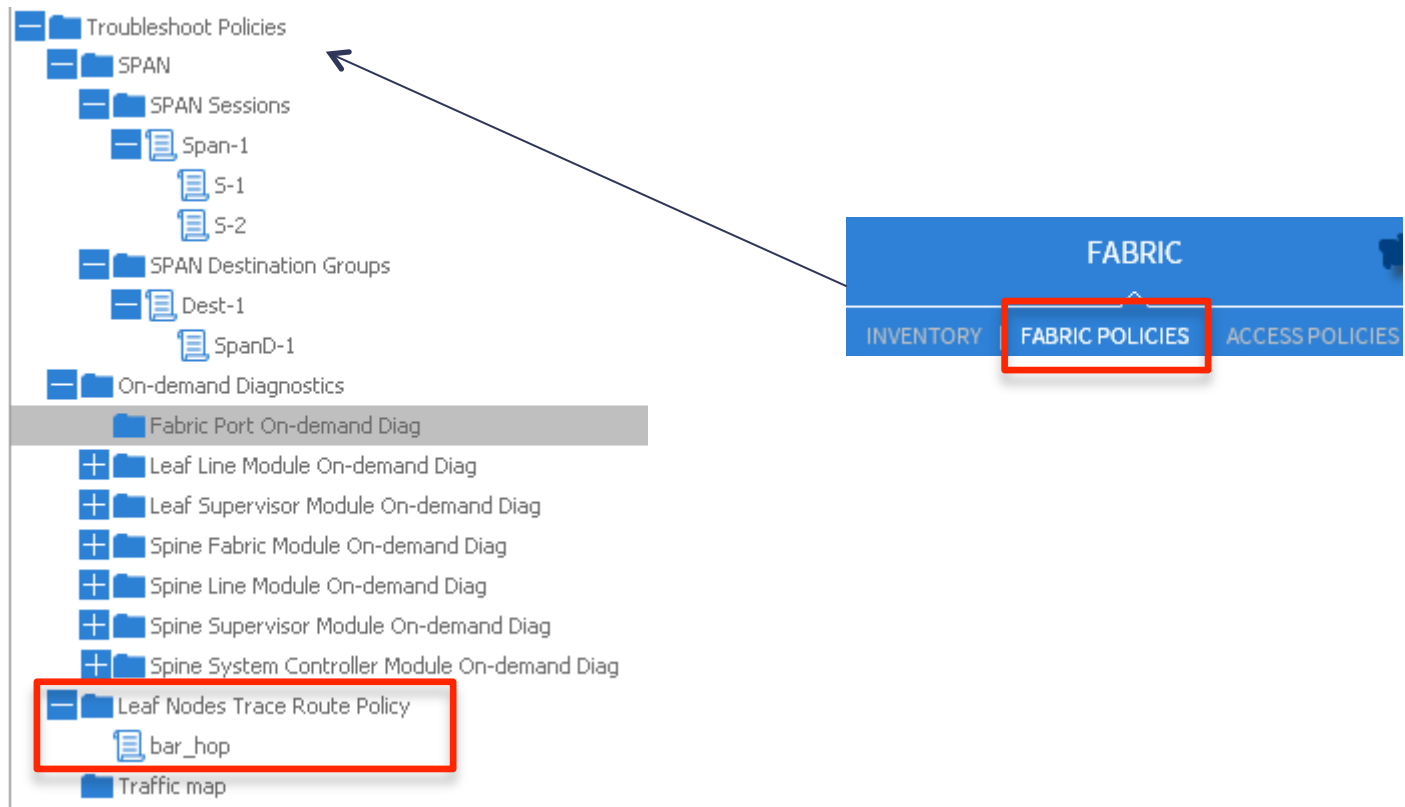 Troubleshoot Policies
SPAN
SPAN Sessions
Span-1
S-1
S-2
SPAN Destination Groups
Dest-1
SpanD-1
On-demand Diagnostics
Fabric Port On-demand Diag
Leaf Line Module On-demand Diag
Leaf Supervisor Module On-demand Diag
Spine Fabric Module On-demand Diag
Spine Line Module On-demand Diag
Spine Supervisor Module On-demand Diag
Spine System Controller Module On-demand Diag
Leaf Nodes Trace Route Policy
bar_hop
Traffic map
FABRIC
INVENTORY | FABRIC POLICIES ACCESS POLICIES